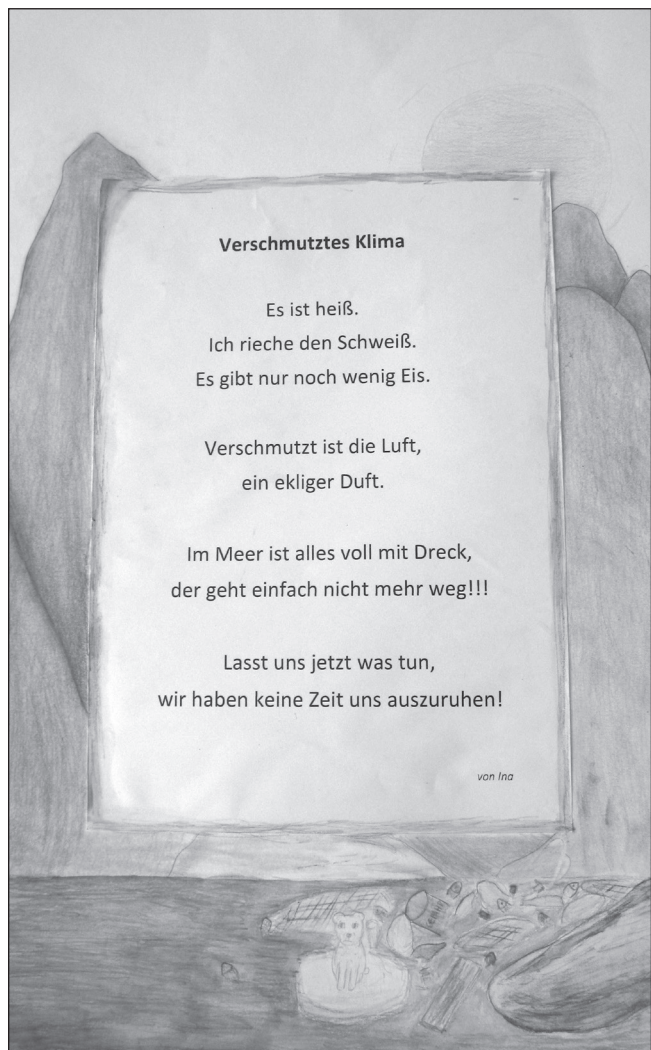 Verschmutztes Klima
Es ist heiß.
Ich rieche den Schweiß.
Es gibt nur noch wenig Eis.
Verschmutzt ist die Luft,
ein ekliger Duft.
Im Meer ist alles voll mit Dreck,
der geht einfach nicht mehr weg!!!
Lasst uns jetzt was tun,
wir haben keine Zeit uns auszuruhen!
von Ina